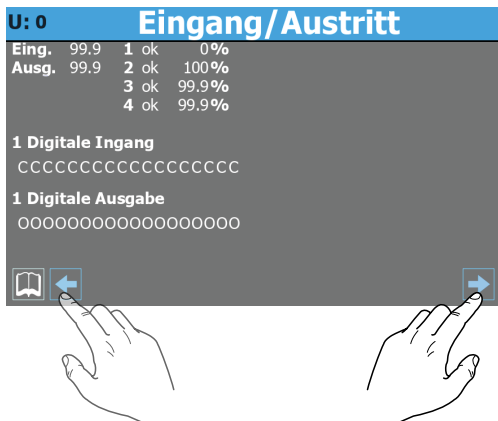 U: 0 Eingang/Austritt
Eing. 99.9 1 ok 0%
Ausg. 99.9 2 ok 100%
3 ok 99.9%
4 ok 99.9%
1 Digitale Ingang
CCCCCCCCCCCCCCCCCC
1 Digitale Ausgabe
OOOOOOOOOOOOOOOOOO